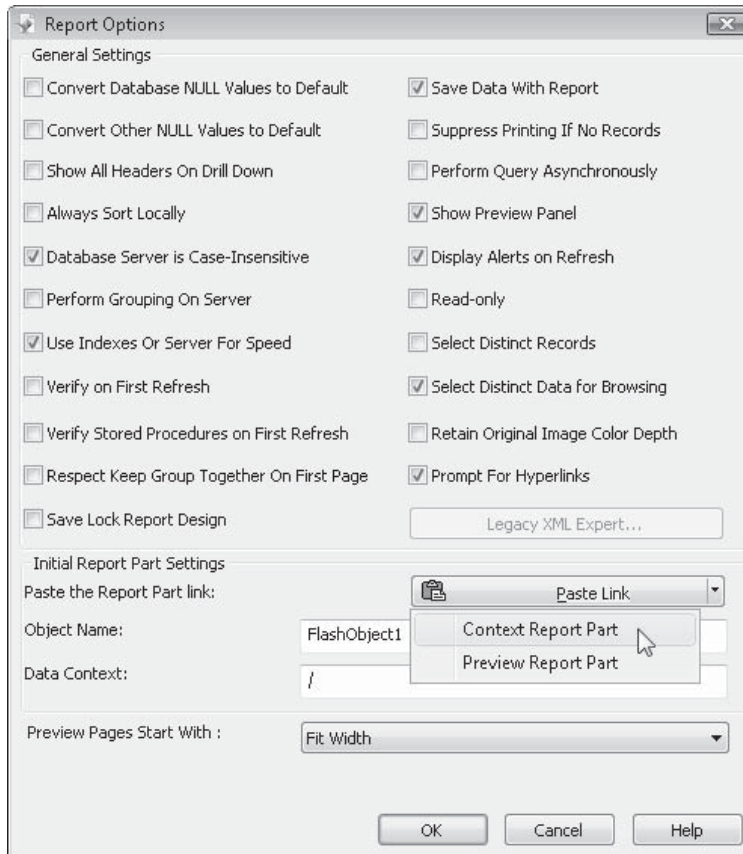 Report Options
General Settings
Convert Database NULL Values to Default
Save Data With Report
Convert Other NULL Values to Default
Suppress Printing If No Records
Show All Headers On Drill Down
Perform Query Asynchronously
Always Sort Locally
Show Preview Panel
Database Server is Case-Insensitive
Display Alerts on Refresh
Perform Grouping On Server
Read-only
Use Indexes Or Server For Speed
Select Distinct Records
Verify on First Refresh
Select Distinct Data for Browsing
Verify Stored Procedures on First Refresh
Retain Original Image Color Depth
Respect Keep Group Together On First Page
Prompt For Hyperlinks
Save Lock Report Design
Legacy XML Expert...
Initial Report Part Settings
Paste the Report Part link:
Paste Link
Context Report Part
Preview Report Part
Object Name:
FlashObject1
Data Context:
/
Preview Pages Start With :
Fit Width
OK
Cancel
Help